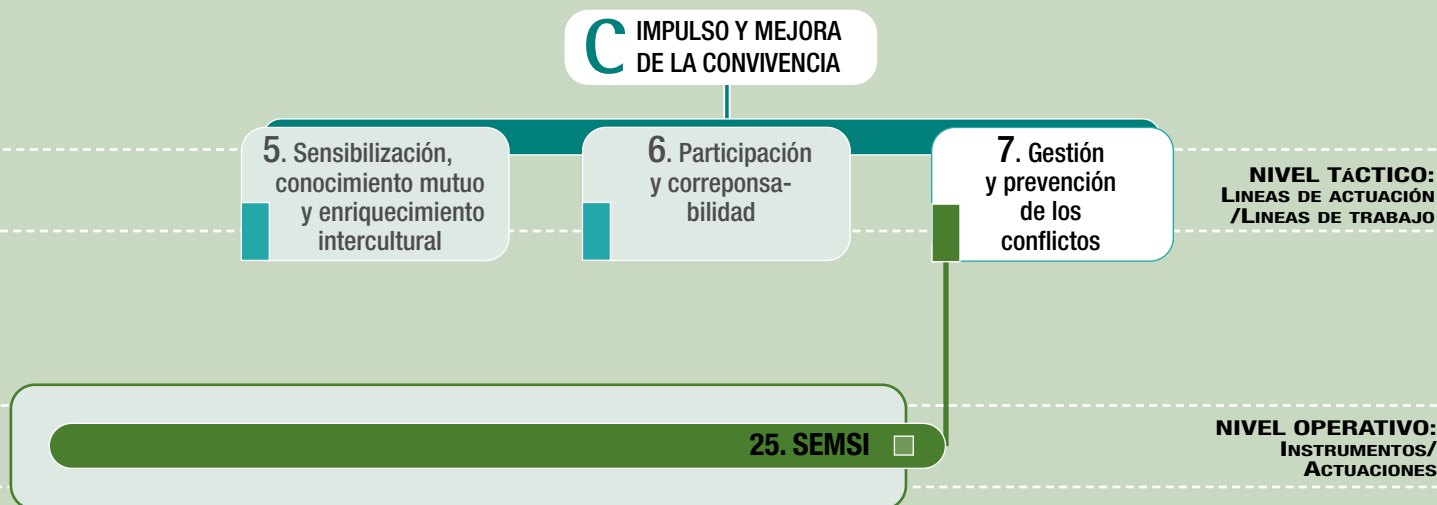 C IMPULSO Y MEJORA
DE LA CONVIVENCIA
5. Sensibilización,
conocimiento mutuo
y enriquecimiento
intercultural
6. Participación
y correponsa-
bilidad
7. Gestión
y prevención
de los
conflictos
NIVEL TÁCTICO:
LINEAS DE ACTUACIÓN
/LINEAS DE TRABAJO
25. SEMSI
NIVEL OPERATIVO:
INSTRUMENTOS/
ACTUACIONES